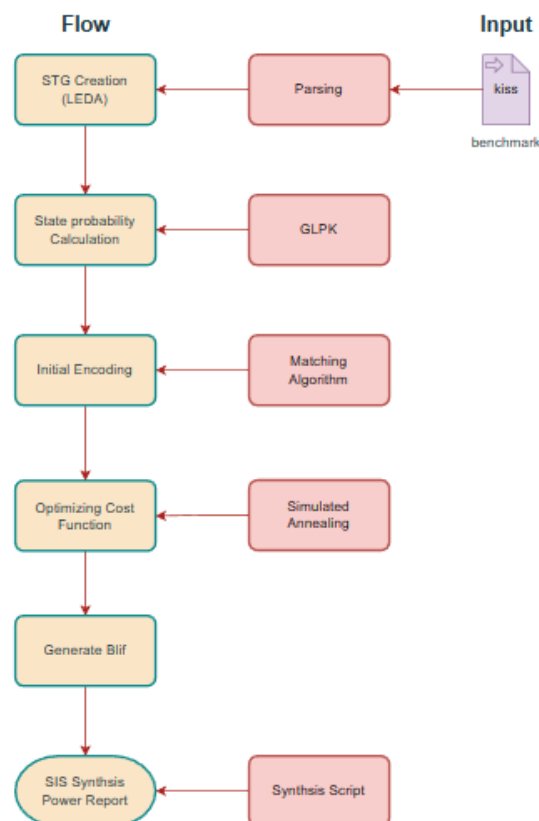 Flow
Input
STG Creation
(LEDA)
Parsing
kiss
benchmark
State probability
Calculation
GLPK
Initial Encoding
Matching
Algorithm
Optimizing Cost
Function
Simulated
Annealing
Generate Blif
SIS Synthsis
Power Report
Synthsis Script